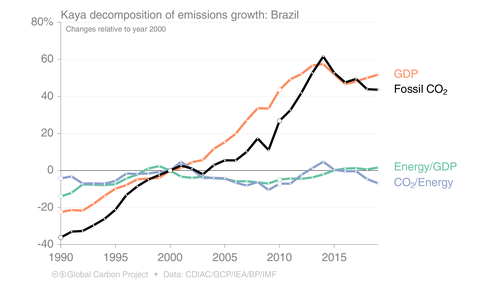 Kaya decomposition of emissions growth: Brazil
80%
Changes relative to year 2000
60
40
20
0
-20
-40
GDP
Fossil CO₂
Energy/GDP
CO₂/Energy
1990
1995
2000
2005
2010
2015
Global Carbon Project • Data: CDIAC/GCP/IEA/BP/IMF